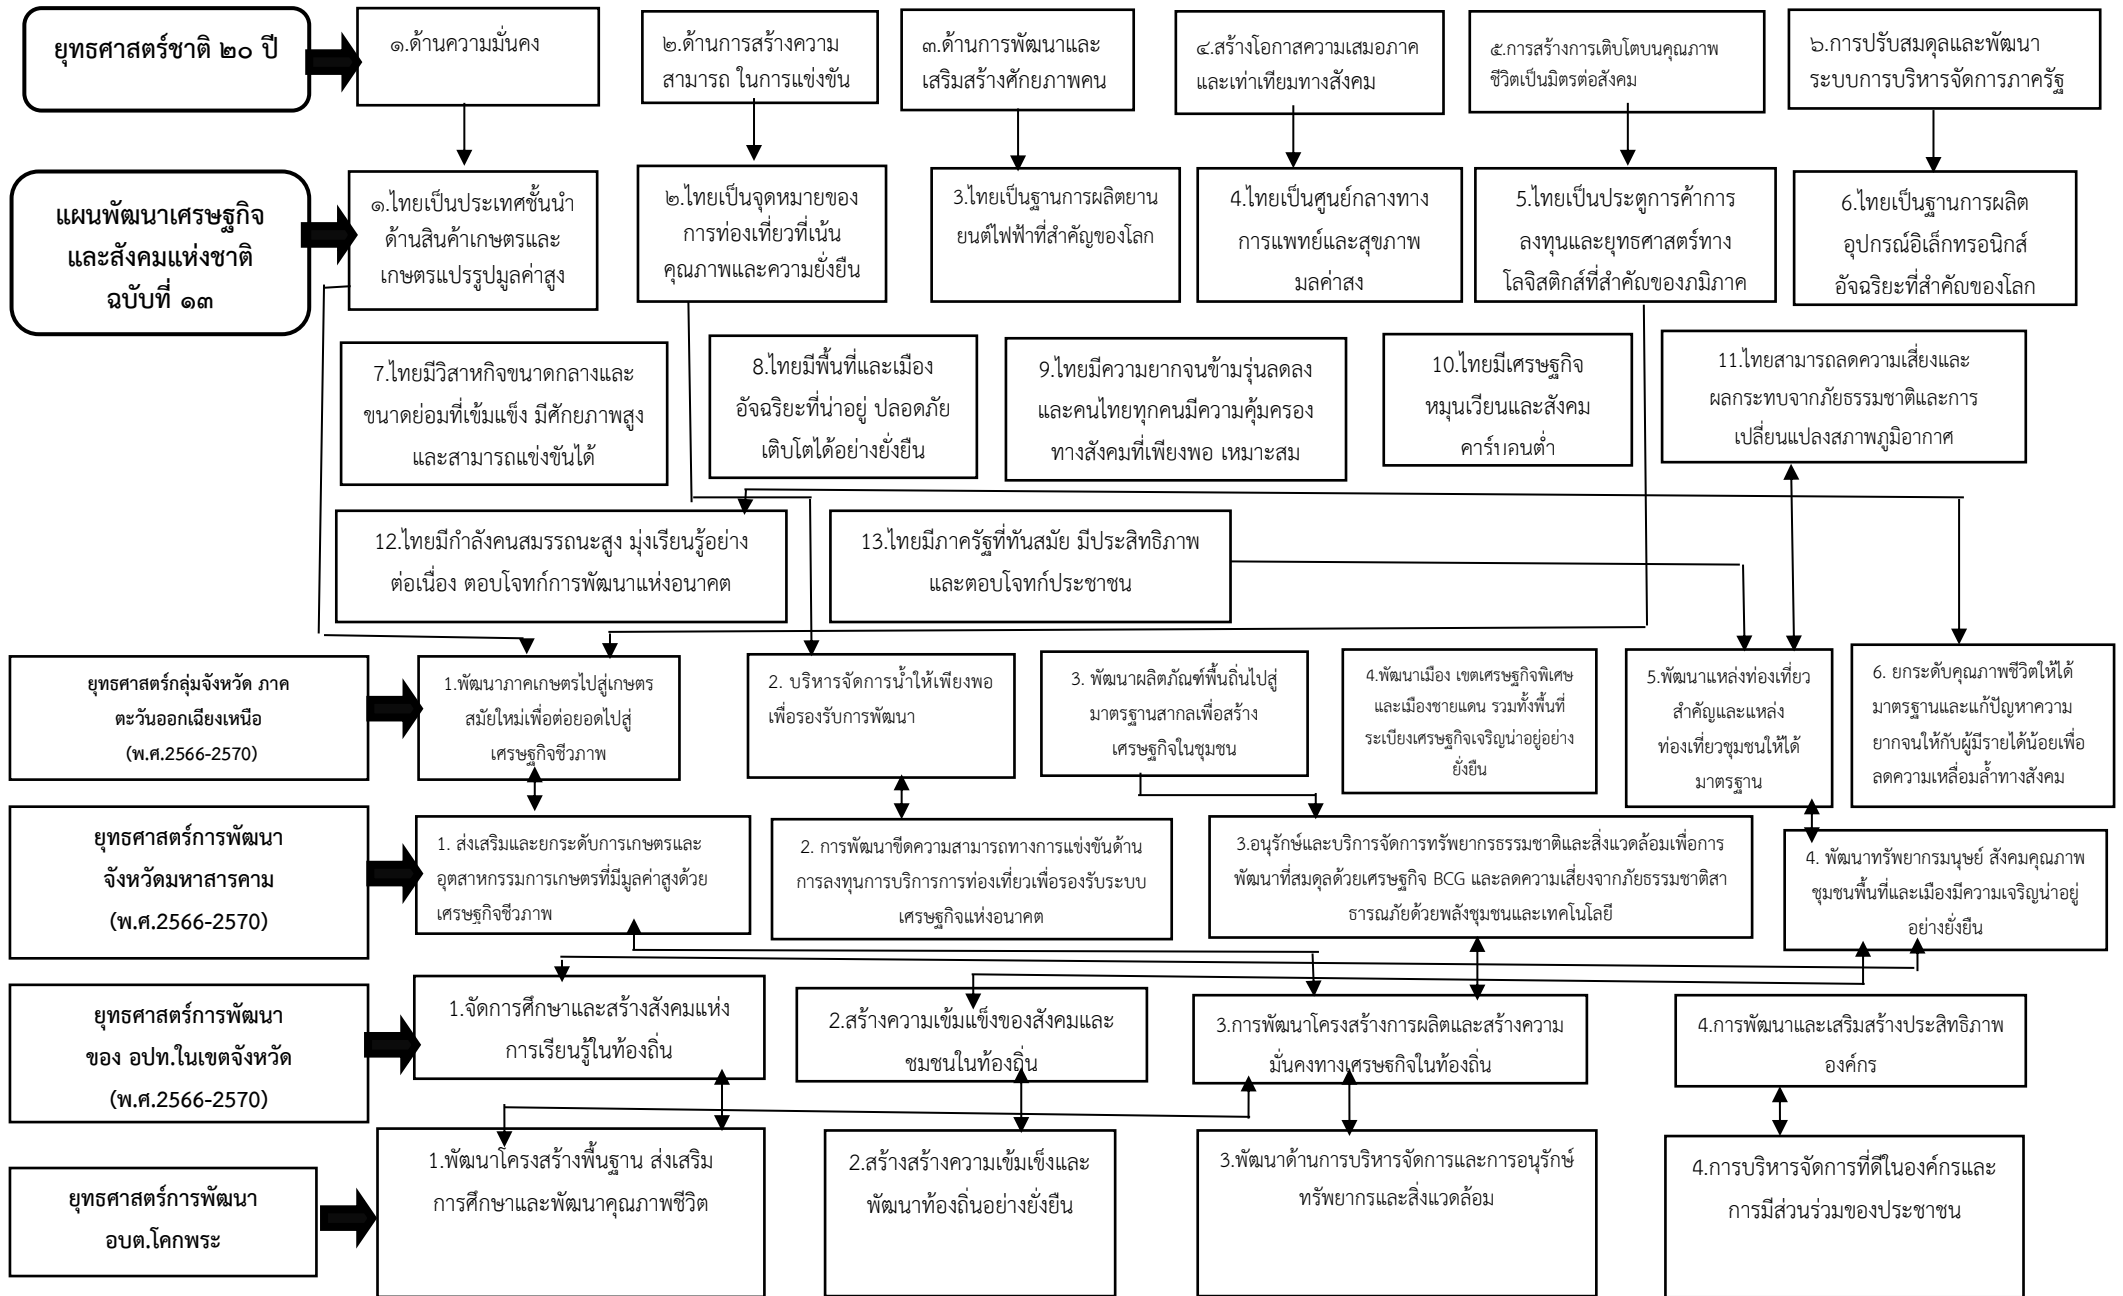 ยุทธศาสตร์ชาติ ๒๐ ปี
๑.ด้านความมั่นคง
๒.ด้านการสร้างความ
สามารถ ในการแข่งขัน
๓.ด้านการพัฒนาและ
เสริมสร้างศักยภาพคน
๔.สร้างโอกาสความเสมอภาค
และเท่าเทียมทางสังคม
๕.การสร้างการเติบโตบนคุณภาพ
ชีวิตเป็นมิตรต่อสังคม
๖.การปรับสมดุลและพัฒนา
ระบบการบริหารจัดการภาครัฐ
แผนพัฒนาเศรษฐกิจ
และสังคมแห่งชาติ
ฉบับที่ ๑๓
๑.ไทยเป็นประเทศชั้นนำ
ด้านสินค้าเกษตรและ
เกษตรแปรรูปมูลค่าสูง
๒.ไทยเป็นจุดหมายของ
การท่องเที่ยวที่เน้น
คุณภาพและความยั่งยืน
3.ไทยเป็นฐานการผลิตยาน
ยนต์ไฟฟ้าที่สำคัญของโลก
4.ไทยเป็นศูนย์กลางทาง
การแพทย์และสุขภาพ
มลค่าสง
5.ไทยเป็นประตูการค้าการ
ลงทุนและยุทธศาสตร์ทาง
โลจิสติกส์ที่สำคัญของภมิภาค
6.ไทยเป็นฐานการผลิต
อุปกรณ์อิเล็กทรอนิกส์
อัจฉริยะที่สำคัญของโลก
7.ไทยมีวิสาหกิจขนาดกลางและ
ขนาดย่อมที่เข้มแข็ง มีศักยภาพสูง
และสามารถแข่งขันได้
8.ไทยมีพื้นที่และเมือง
อัจฉริยะที่น่าอยู่ ปลอดภัย
เติบโตได้อย่างยั่งยืน
9.ไทยมีความยากจนข้ามรุ่นลดลง
และคนไทยทุกคนมีความคุ้มครอง
ทางสังคมที่เพียงพอ เหมาะสม
10.ไทยมีเศรษฐกิจ
หมุนเวียนและสังคม
คาร์บอนต่ำ
11.ไทยสามารถลดความเสี่ยงและ
ผลกระทบจากภัยธรรมชาติและการ
เปลี่ยนแปลงสภาพภูมิอากาศ
12.ไทยมีกำลังคนสมรรถนะสูง มุ่งเรียนรู้อย่าง
ต่อเนื่อง ตอบโจทก์การพัฒนาแห่งอนาคต
13.ไทยมีภาครัฐที่ทันสมัย มีประสิทธิภาพ
และตอบโจทก์ประชาชน
ยุทธศาสตร์กลุ่มจังหวัด ภาค
ตะวันออกเฉียงเหนือ
(พ.ศ.2566-2570)
1.พัฒนาภาคเกษตรไปสู่เกษตร
สมัยใหม่เพื่อต่อยอดไปสู่
เศรษฐกิจชีวภาพ
2. บริหารจัดการน้ำให้เพียงพอ
เพื่อรองรับการพัฒนา
3. พัฒนาผลิตภัณฑ์พื้นถิ่นไปสู่
มาตรฐานสากลเพื่อสร้าง
เศรษฐกิจในชุมชน
4.พัฒนาเมือง เขตเศรษฐกิจพิเศษ
และเมืองชายแดน รวมทั้งพื้นที่
ระเบียงเศรษฐกิจเจริญน่าอยู่อย่าง
ยั่งยืน
5.พัฒนาแหล่งท่องเที่ยว
สำคัญและแหล่ง
ท่องเที่ยวชุมชนให้ได้
มาตรฐาน
6. ยกระดับคุณภาพชีวิตให้ได้
มาตรฐานและแก้ปัญหาความ
ยากจนให้กับผู้มีรายได้น้อยเพื่อ
ลดความเหลื่อมล้ำทางสังคม
ยุทธศาสตร์การพัฒนา
จังหวัดมหาสารคาม
(พ.ศ.2566-2570)
1. ส่งเสริมและยกระดับการเกษตรและ
อุตสาหกรรมการเกษตรที่มีมูลค่าสูงด้วย
เศรษฐกิจชีวภาพ
2. การพัฒนาขีดความสามารถทางการแข่งขันด้าน
การลงทุนการบริการการท่องเที่ยวเพื่อรองรับระบบ
เศรษฐกิจแห่งอนาคต
3.อนุรักษ์และบริการจัดการทรัพยากรธรรมชาติและสิ่งแวดล้อมเพื่อการ
พัฒนาที่สมดุลด้วยเศรษฐกิจ BCG และลดความเสี่ยงจากภัยธรรมชาติสา
ธารณภัยด้วยพลังชุมชนและเทคโนโลยี
4. พัฒนาทรัพยากรมนุษย์ สังคมคุณภาพ
ชุมชนพื้นที่และเมืองมีความเจริญน่าอยู่
อย่างยั่งยืน
ยุทธศาสตร์การพัฒนา
ของ อปท.ในเขตจังหวัด
(พ.ศ.2566-2570)
1.จัดการศึกษาและสร้างสังคมแห่ง
การเรียนรู้ในท้องถิ่น
2.สร้างความเข้มแข็งของสังคมและ
ชมชนในท้องถิ่น
3.การพัฒนาโครงสร้างการผลิตและสร้างความ
มั่นคงทางเศรษฐกิจในท้องถิ่น
4.การพัฒนาและเสริมสร้างประสิทธิภาพ
องค์กร
ยุทธศาสตร์การพัฒนา
อบต.โคกพระ
1.พัฒนาโครงสร้างพื้นฐาน ส่งเสริม
การศึกษาและพัฒนาคุณภาพชีวิต
2.สร้างสร้างความเข้มเข็งและ
พัฒนาท้องถิ่นอย่างยั่งยืน
3.พัฒนาด้านการบริหารจัดการและการอนุรักษ์
ทรัพยากรและสิ่งแวดล้อม
4.การบริหารจัดการที่ดีในองค์กรและ
การมีส่วนร่วมของประชาชน